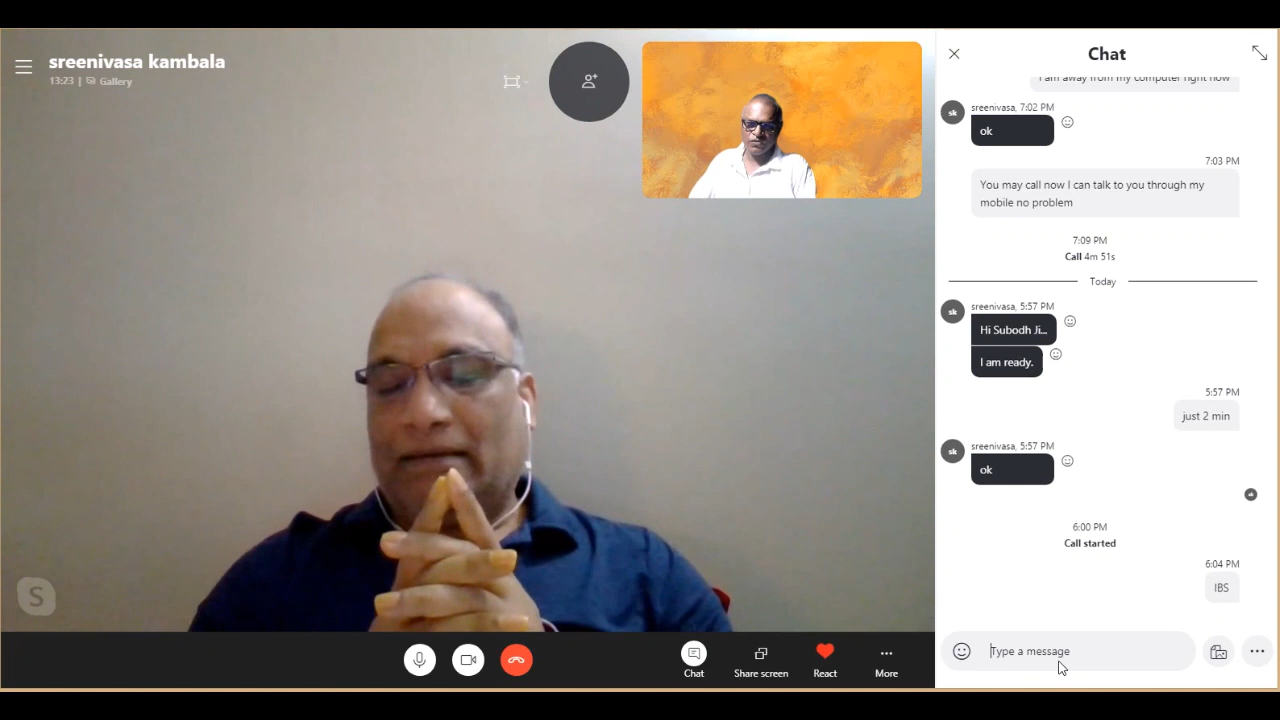 sreenivasa kambala
13:23 | Gallery
S
Chat
Share screen
React
More
Chat
I am away from my computer right now
sk
sreenivasa, 7:02 PM
ok
7:03 PM
You may call now I can talk to you through my
mobile no problem
7:09 PM
Call 4m 51s
Today
sk
sreenivasa, 5:57 PM
Hi Subodh Ji...
I am ready.
5:57 PM
just 2 min
sk
sreenivasa, 5:57 PM
ok
sk
6:00 PM
Call started
6:04 PM
IBS
Type a message